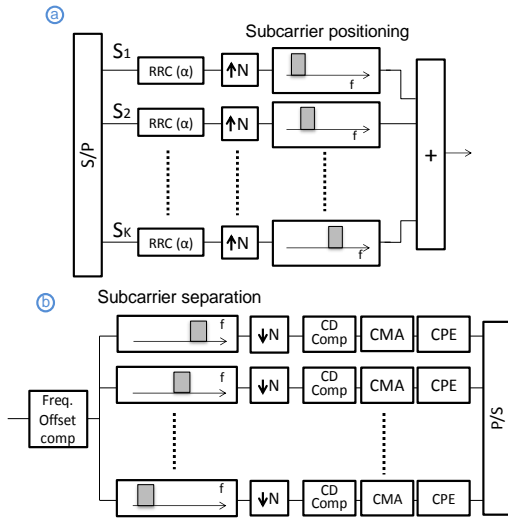 a
Subcarrier positioning
S/P
S1 RRC (α) ↑N f
S2 RRC (α) ↑N f
SK RRC (α) ↑N f
+
b
Subcarrier separation
Freq. Offset comp
f ↓N CD Comp CMA CPE
f ↓N CD Comp CMA CPE
f ↓N CD Comp CMA CPE
P/S